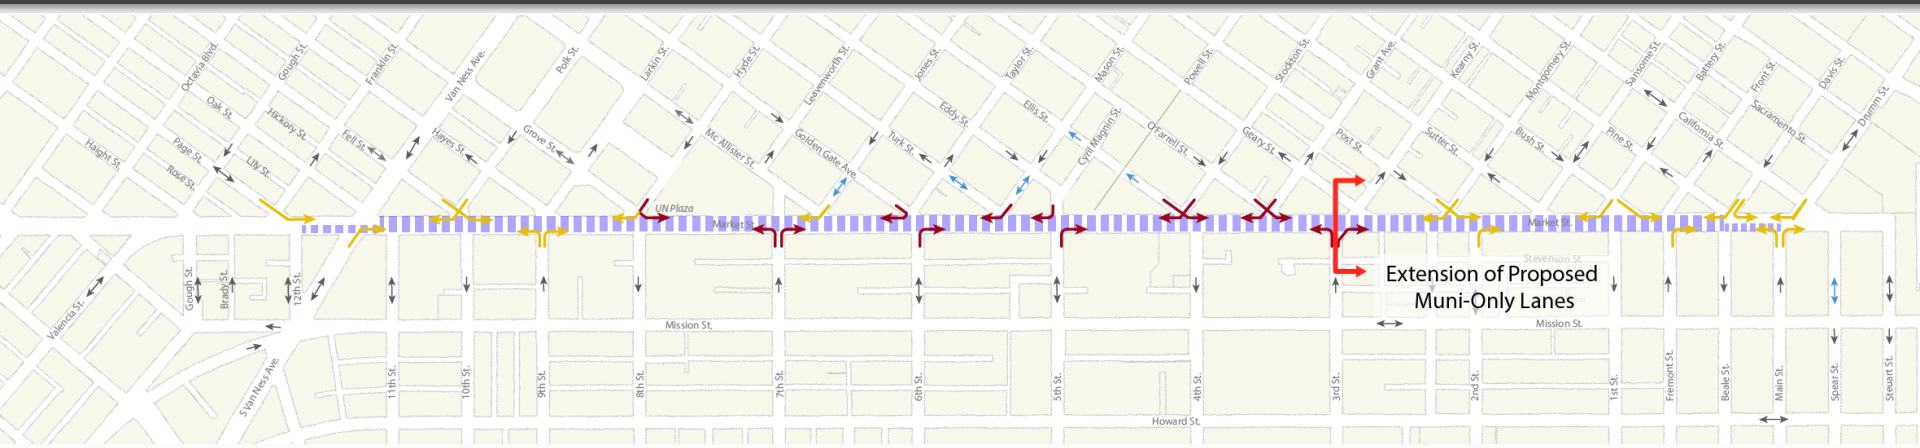 Octavia Blvd.
Gough St.
Franklin St.
Van Ness Ave.
Polk St.
Larkin St.
Hyde St.
Leavenworth St.
Jones St.
Taylor St.
Mason St.
Powell St.
Stockton St.
Grant Ave.
Kearny St.
Montgomery St.
Sansome St.
Battery St.
Front St.
Davis St.
Drumm St.
Haight St.
Page St.
Rose St.
Oak St.
Lily St.
Hickory St.
Fell St.
Hayes St.
Grove St.
Mc Allister St.
Golden Gate Ave.
Turk St.
Eddy St.
Ellis St.
Cyril Magnin St.
O'Farrell St.
Geary St.
Post St.
Sutter St.
Bush St.
Pine St.
California St.
Sacramento St.
UN Plaza
Market St.
Market St.
Stevenson St.
Extension of Proposed
Muni-Only Lanes
Valencia St.
Gough St.
Brady St.
12th St.
Mission St.
Mission St.
S Van Ness Ave.
11th St.
10th St.
9th St.
8th St.
7th St.
6th St.
5th St.
4th St.
3rd St.
2nd St.
1st St.
Fremont St.
Beale St.
Main St.
Spear St.
Steuart St.
Howard St.